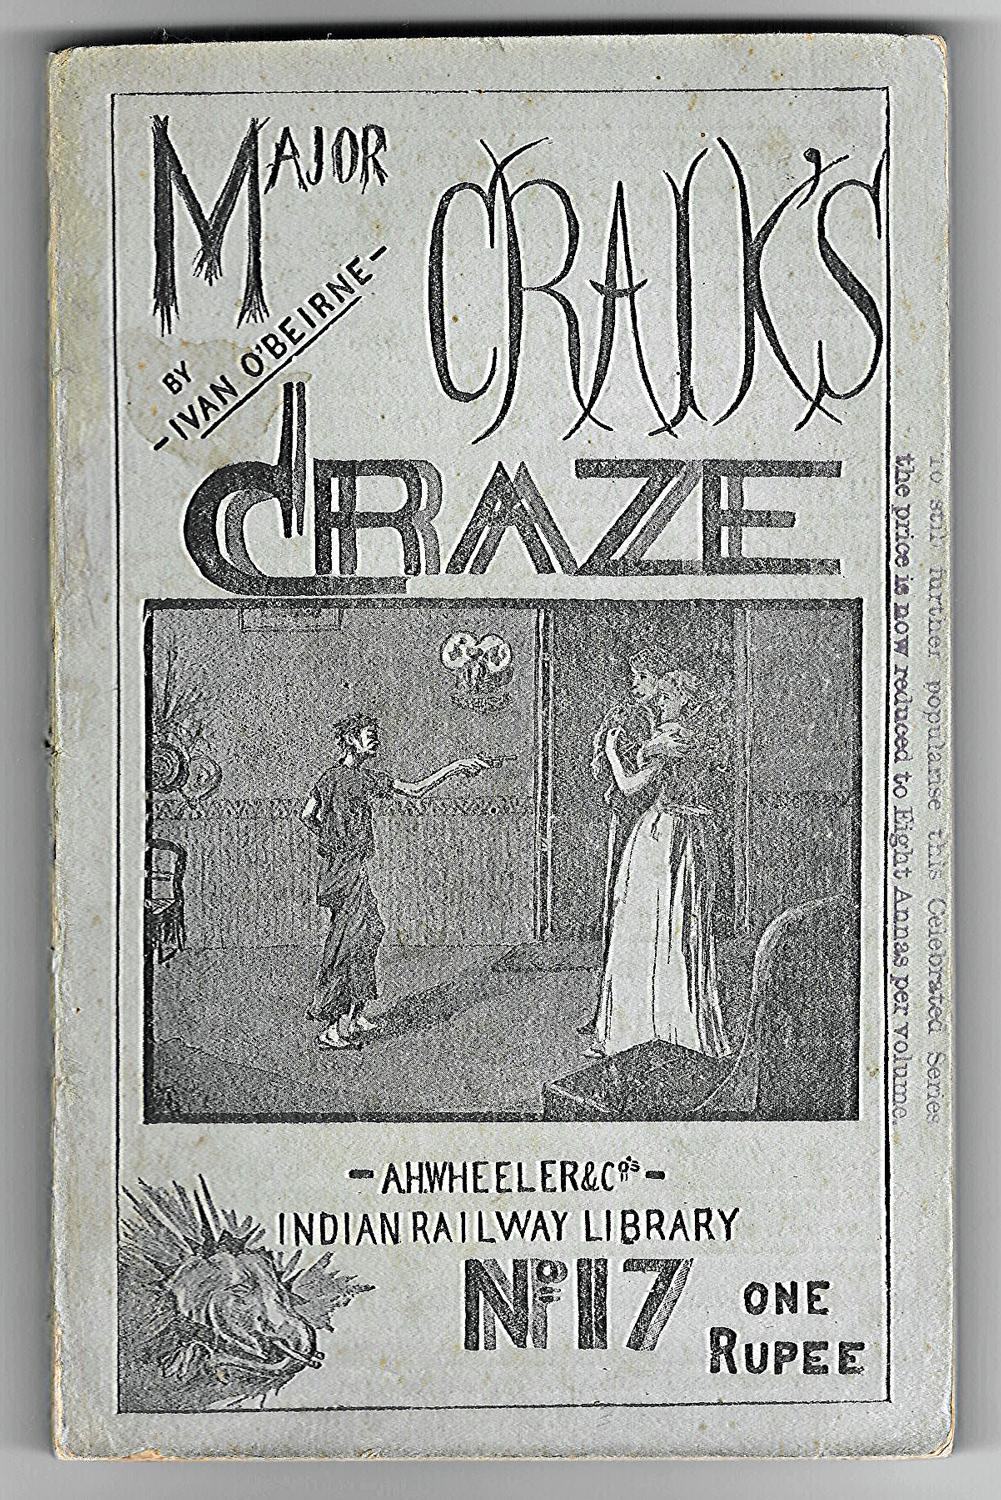 MAJOR
CRAIK'S
BY
-IVAN O'BEIRNE-
CRAZE
To still further popularise this Celebrated Series
the price is now reduced to Eight Annas per volume.
-A.H.WHEELER&Co's-
INDIAN RAILWAY LIBRARY
No 17
ONE
RUPEE